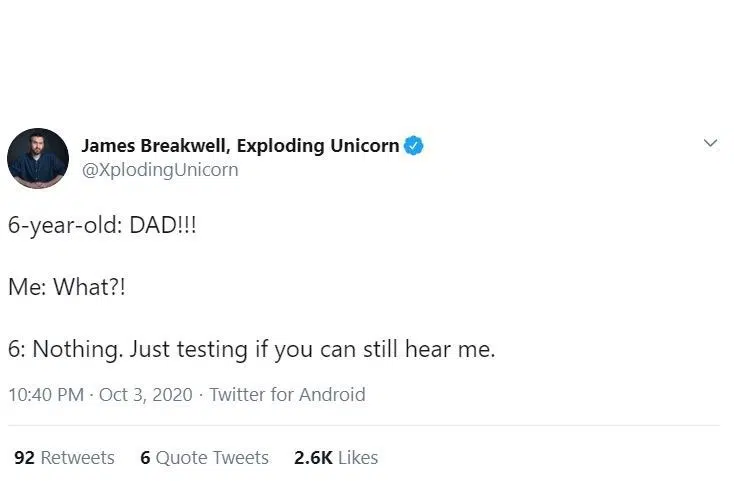 James Breakwell, Exploding Unicorn
@XplodingUnicorn
6-year-old: DAD!!!
Me: What?!
6: Nothing. Just testing if you can still hear me.
10:40 PM · Oct 3, 2020 · Twitter for Android
92 Retweets 6 Quote Tweets 2.6K Likes